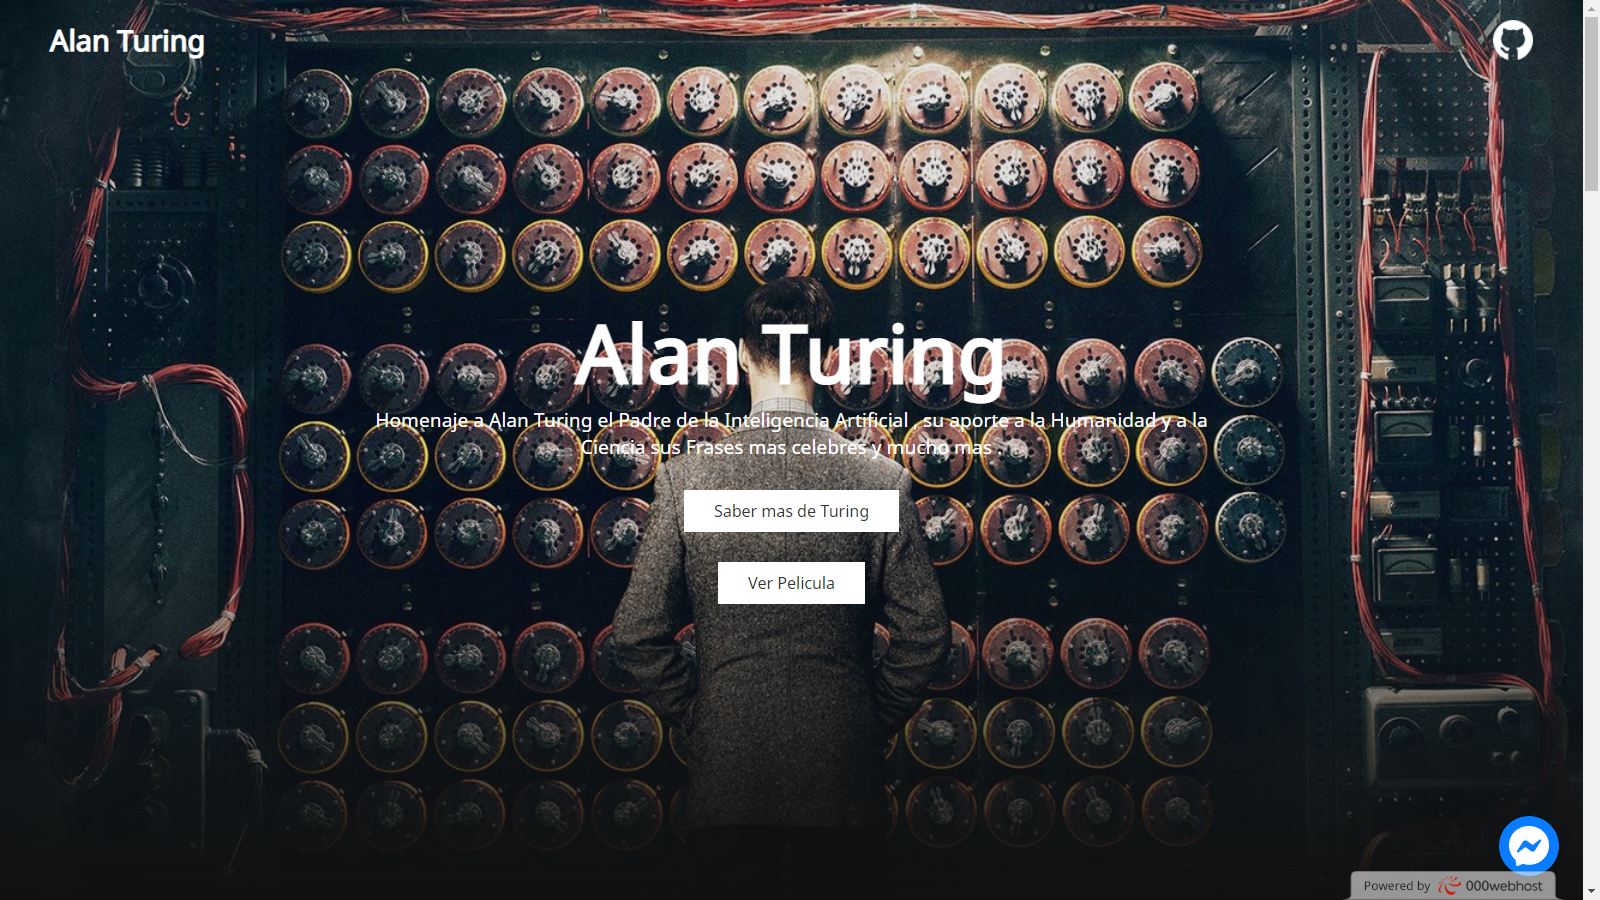 Alan Turing
Alan Turing
Homenaje a Alan Turing el Padre de la Inteligencia Artificial , su aporte a la Humanidad y a la
Ciencia sus Frases mas celebres y mucho mas .
Saber mas de Turing
Ver Pelicula
Powered by 000webhost